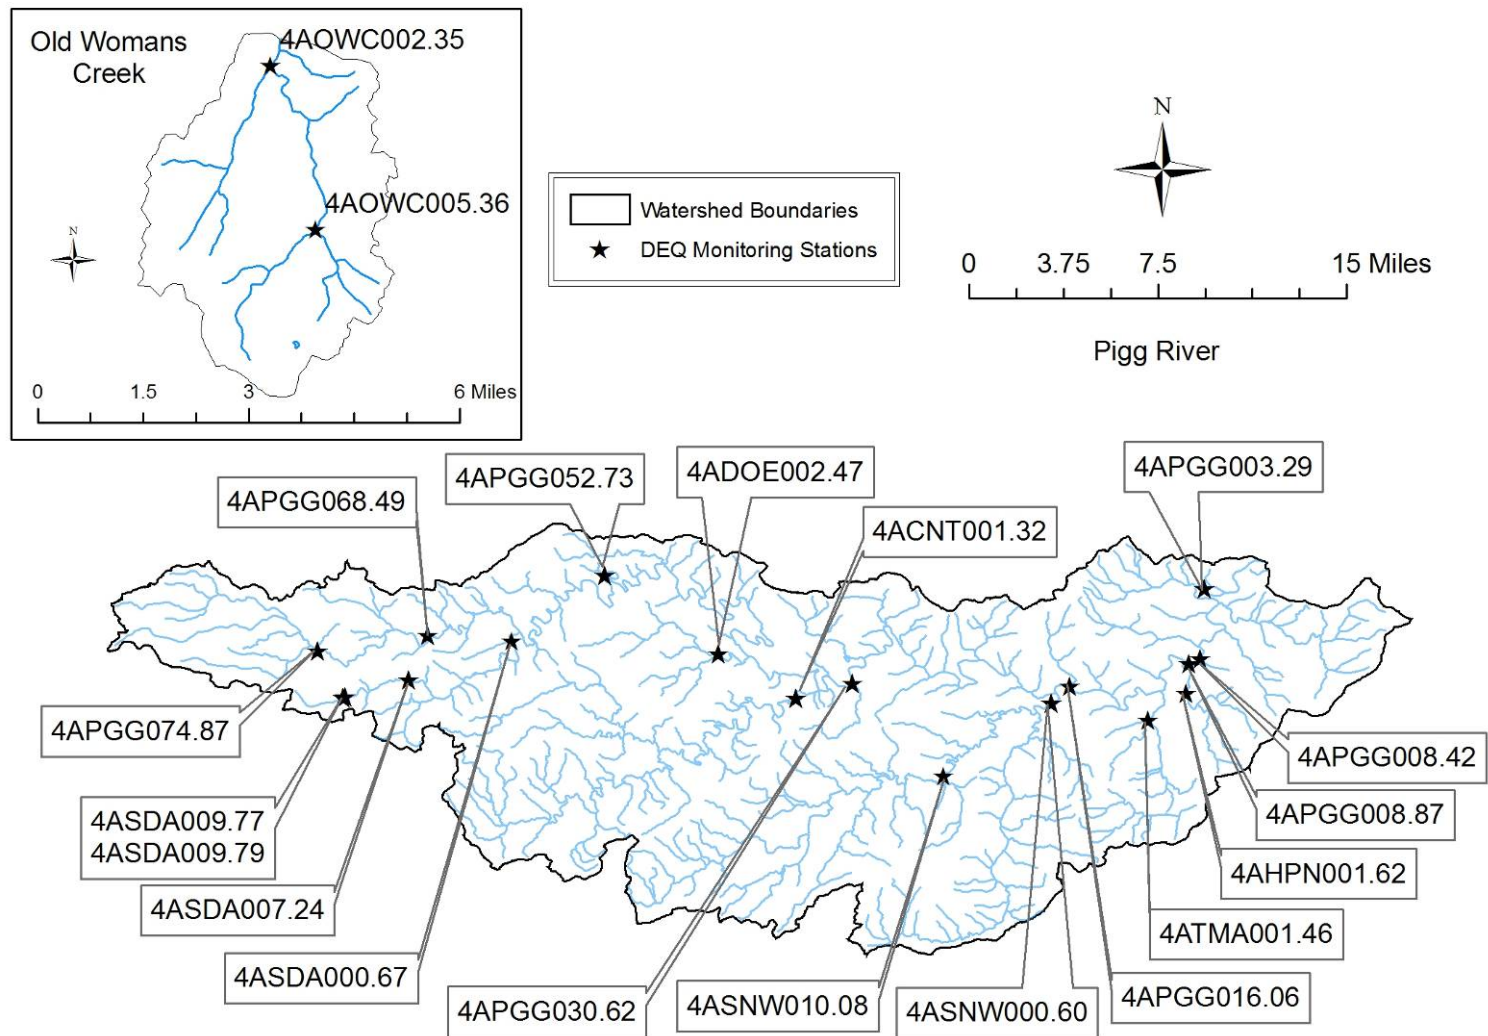 Old Womans
Creek
4AOWC002.35
4AOWC005.36
N
0 1.5 3 6 Miles
Watershed Boundaries
DEQ Monitoring Stations
N
0 3.75 7.5 15 Miles
Pigg River
4APGG068.49
4APGG052.73
4ADOE002.47
4ACNT001.32
4APGG003.29
4APGG074.87
4ASDA009.77
4ASDA009.79
4ASDA007.24
4ASDA000.67
4APGG030.62
4ASNW010.08
4ASNW000.60
4APGG016.06
4ATMA001.46
4AHPN001.62
4APGG008.87
4APGG008.42